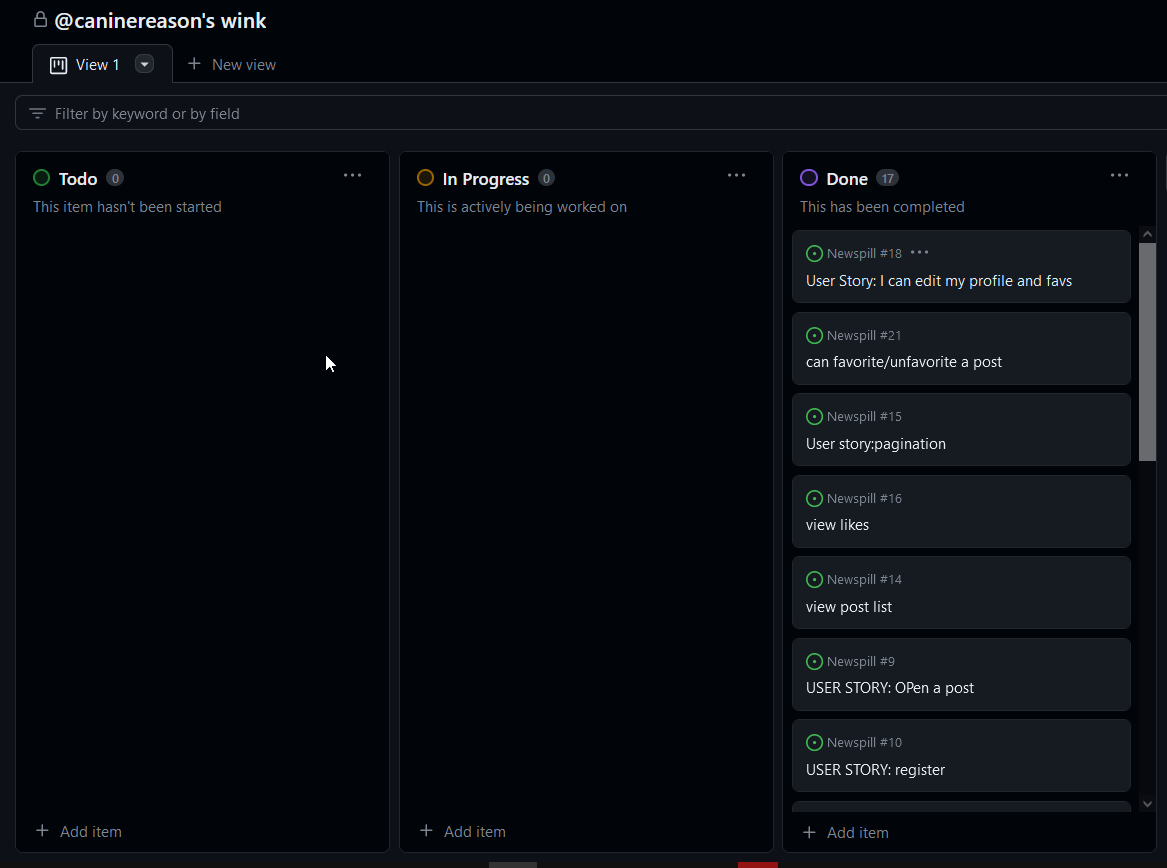 @caninereason's wink
View 1
New view
Filter by keyword or by field
Todo 0
This item hasn't been started
Add item
In Progress 0
This is actively being worked on
Add item
Done 17
This has been completed
Newspill #18
User Story: I can edit my profile and favs
Newspill #21
can favorite/unfavorite a post
Newspill #15
User story:pagination
Newspill #16
view likes
Newspill #14
view post list
Newspill #9
USER STORY: OPen a post
Newspill #10
USER STORY: register
Add item